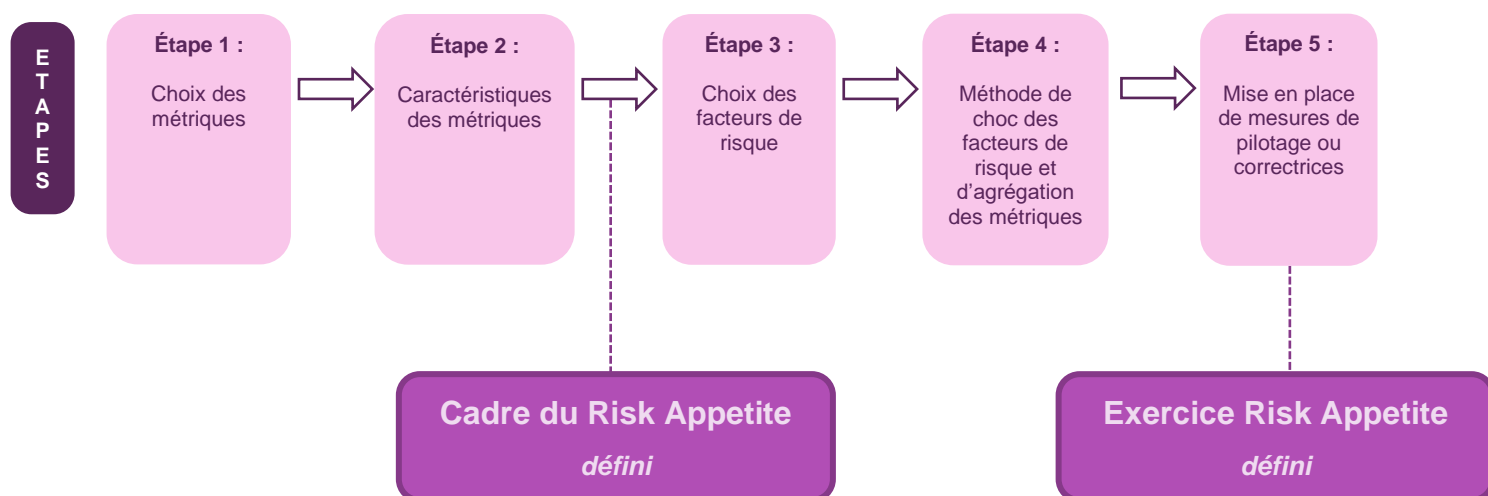 ETAPES
Étape 1 :
Choix des
métriques
Étape 2 :
Caractéristiques
des métriques
Étape 3 :
Choix des
facteurs de
risque
Étape 4 :
Méthode de
choc des
facteurs de
risque et
d'agrégation
des métriques
Étape 5 :
Mise en place
de mesures de
pilotage ou
correctrices
Cadre du Risk Appetite
défini
Exercice Risk Appetite
défini